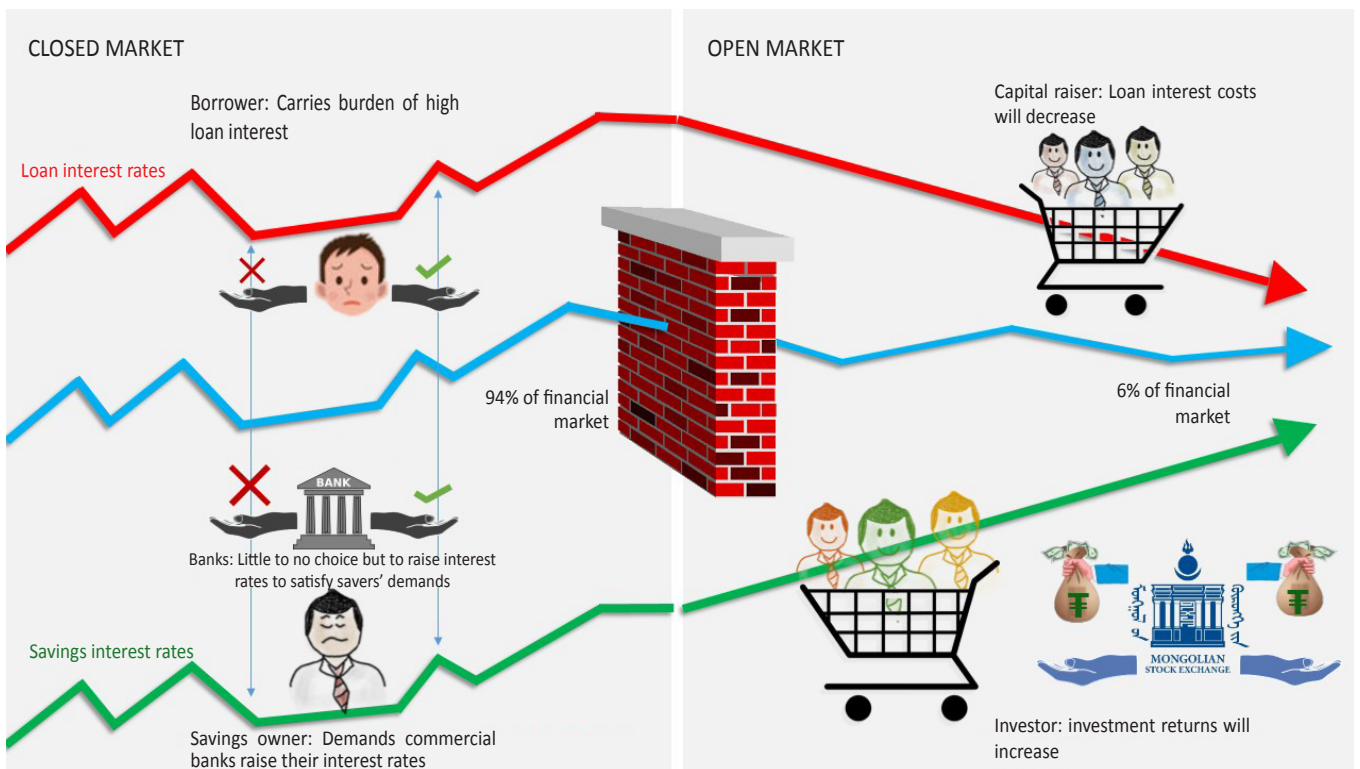 CLOSED MARKET
Borrower: Carries burden of high
loan interest
Loan interest rates
94% of financial
market
BANK
Banks: Little to no choice but to raise interest
rates to satisfy savers’ demands
Savings interest rates
Savings owner: Demands commercial
banks raise their interest rates
OPEN MARKET
Capital raiser: Loan interest costs
will decrease
6% of financial
market
₮
₮
MONGOLIAN
STOCK EXCHANGE
Investor: investment returns will
increase